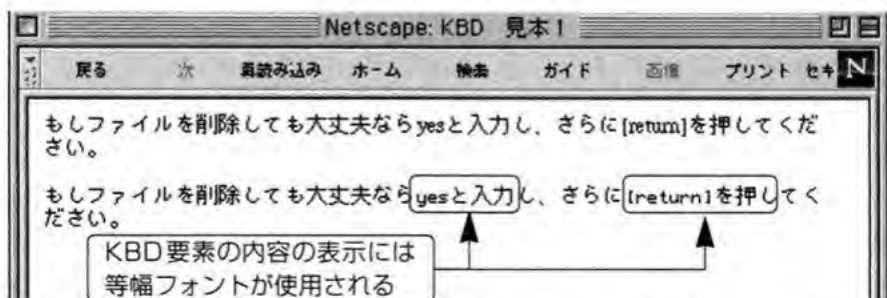 Netscape: KBD 見本1
戻る 次 再読み込み ホーム 検索 ガイド 画像 プリント セキ N
もしファイルを削除しても大丈夫ならyesと入力し、さらに[return]を押してくだ
さい。
もしファイルを削除しても大丈夫ならyesと入力し、さらに[return]を押してく
ださい。
KBD要素の内容の表示には
等幅フォントが使用される